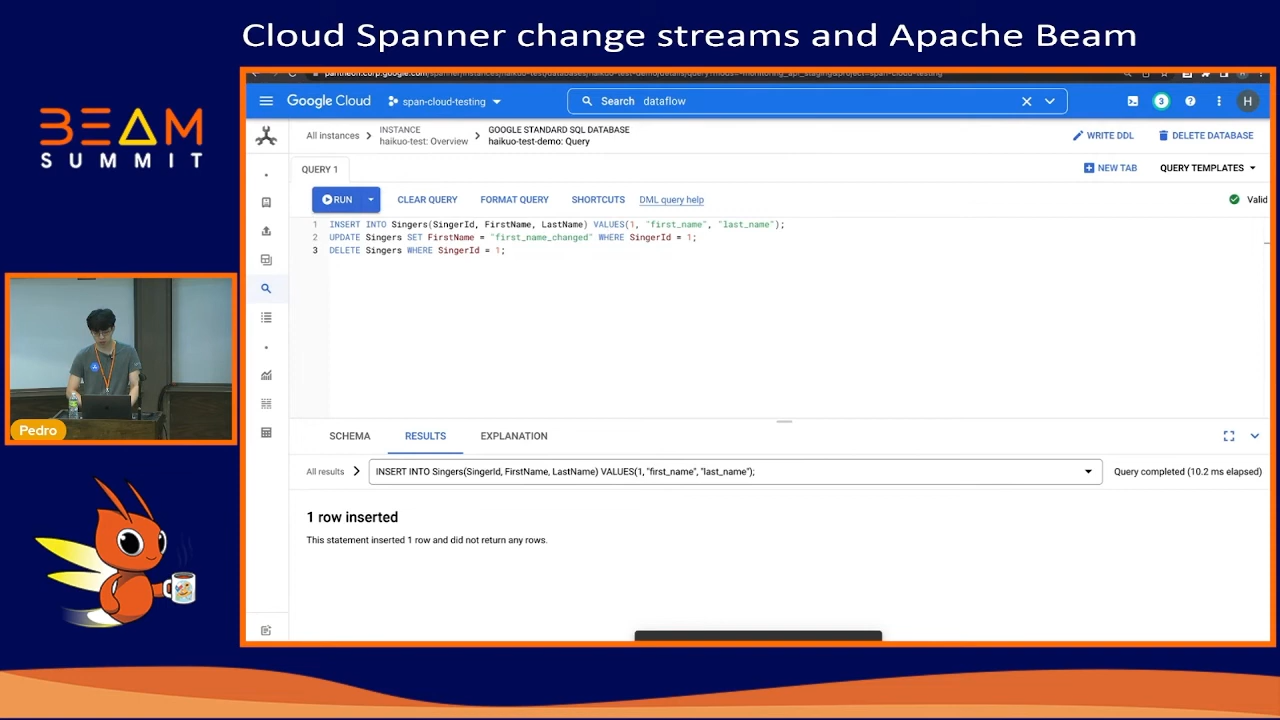 Cloud Spanner change streams and Apache Beam
BEAM
SUMMIT
Pedro
Google Cloud
span-cloud-testing
Search dataflow
3
H
All instances
INSTANCE
haikuo-test: Overview
GOOGLE STANDARD SQL DATABASE
haikuo-test-demo: Query
WRITE DDL
DELETE DATABASE
QUERY 1
NEW TAB
QUERY TEMPLATES
RUN
CLEAR QUERY
FORMAT QUERY
SHORTCUTS
DML query help
Valid
1 INSERT INTO Singers(SingerId, FirstName, LastName) VALUES(1, "first_name", "last_name");
2 UPDATE Singers SET FirstName = "first_name_changed" WHERE SingerId = 1;
3 DELETE Singers WHERE SingerId = 1;
SCHEMA
RESULTS
EXPLANATION
All results
INSERT INTO Singers(SingerId, FirstName, LastName) VALUES(1, "first_name", "last_name");
Query completed (10.2 ms elapsed)
1 row inserted
This statement inserted 1 row and did not return any rows.